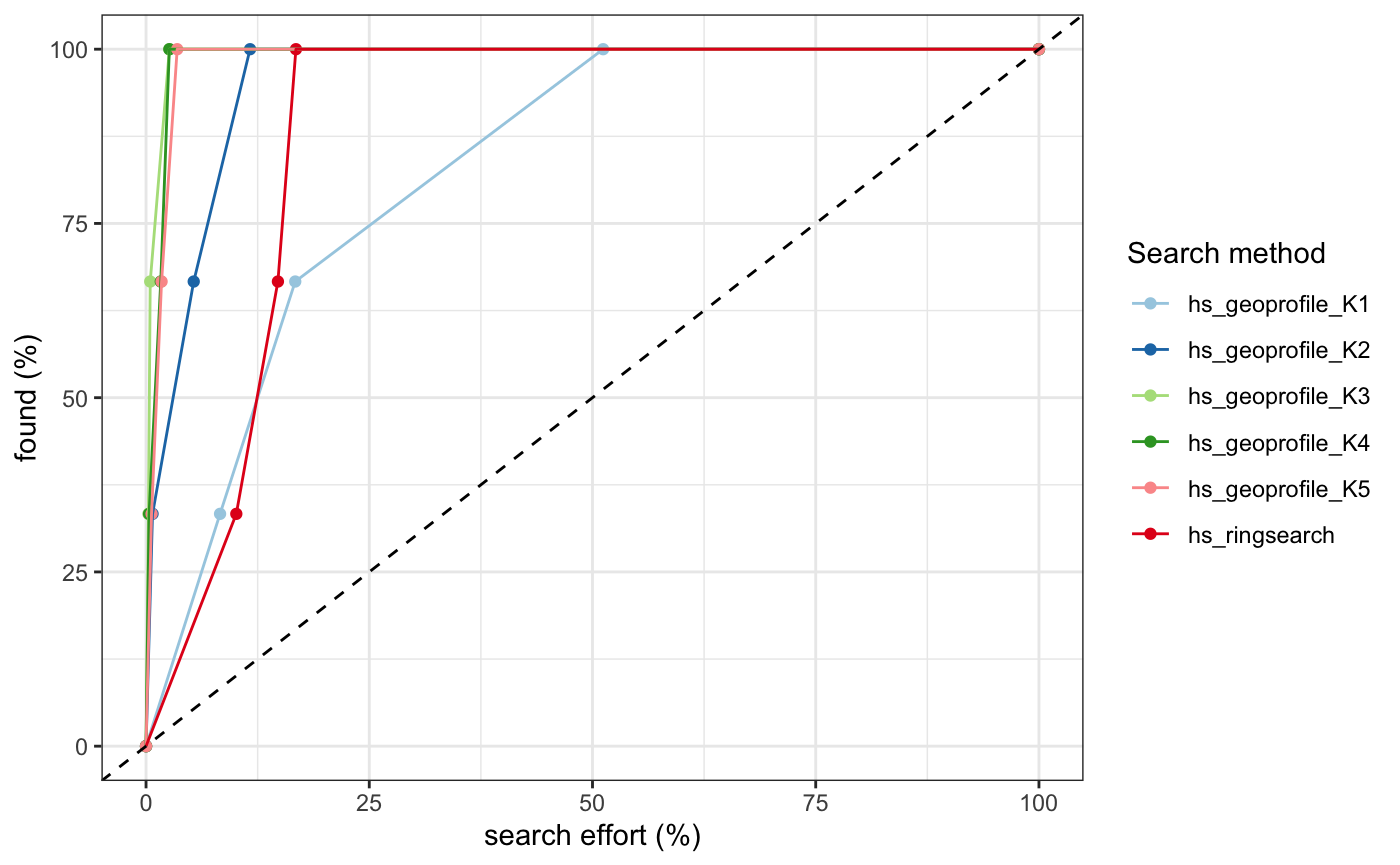 100
75
50
25
0
found (%)
0 25 50 75 100
search effort (%)
Search method
hs_geoprofile_K1
hs_geoprofile_K2
hs_geoprofile_K3
hs_geoprofile_K4
hs_geoprofile_K5
hs_ringsearch